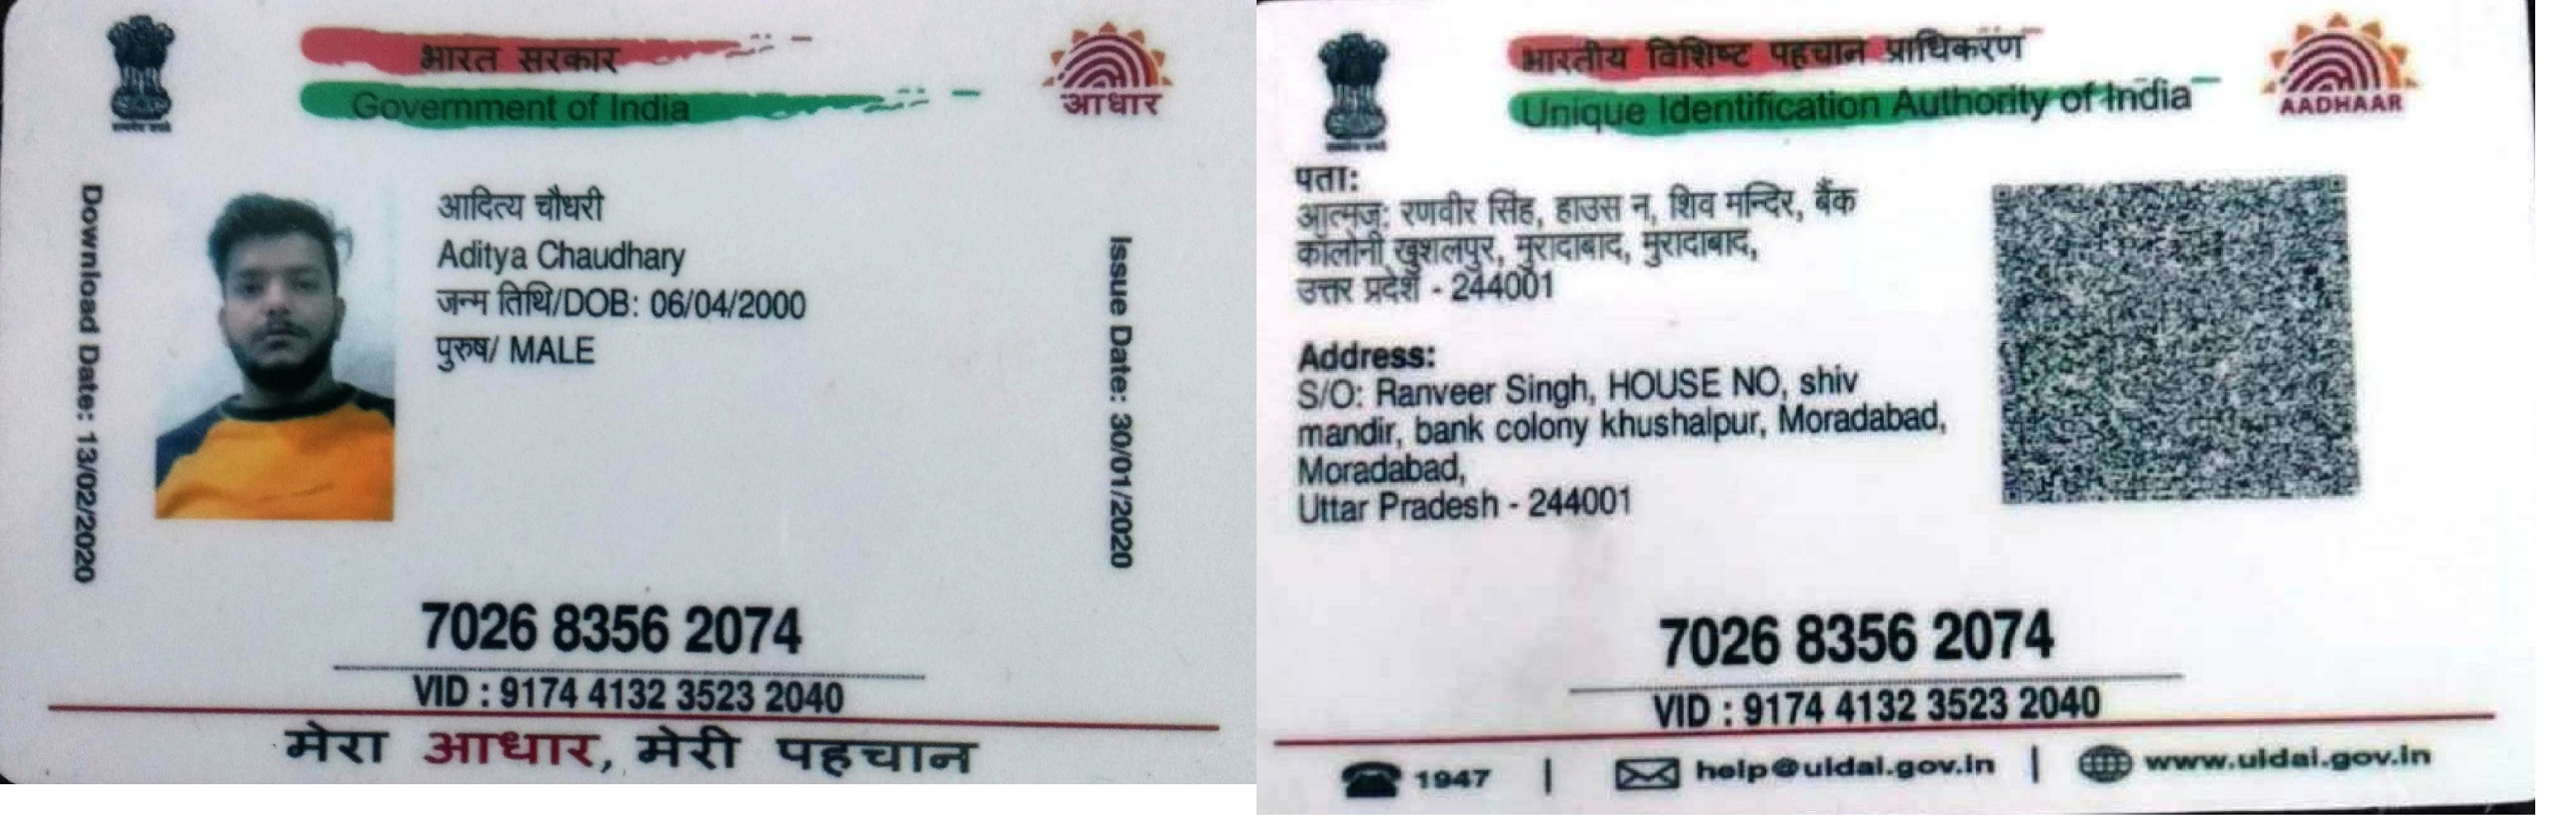 भारत सरकार
Government of India
आधार
Download Date: 13/02/2020
आदित्य चौधरी
Aditya Chaudhary
जन्म तिथि/DOB: 06/04/2000
पुरुष/ MALE
Issue Date: 30/01/2020
7026 8356 2074
VID : 9174 4132 3523 2040
मेरा आधार, मेरी पहचान
भारतीय विशिष्ट पहचान प्राधिकरण
Unique Identification Authority of India
AADHAAR
पता:
आत्मज: रणवीर सिंह, हाउस न, शिव मन्दिर, बैंक
कॉलोनी खुशलपुर, मुरादाबाद, मुरादाबाद,
उत्तर प्रदेश - 244001
Address:
S/O: Ranveer Singh, HOUSE NO, shiv
mandir, bank colony khushalpur, Moradabad,
Moradabad,
Uttar Pradesh - 244001
7026 8356 2074
VID : 9174 4132 3523 2040
1947 | help@uidai.gov.in | www.uidai.gov.in